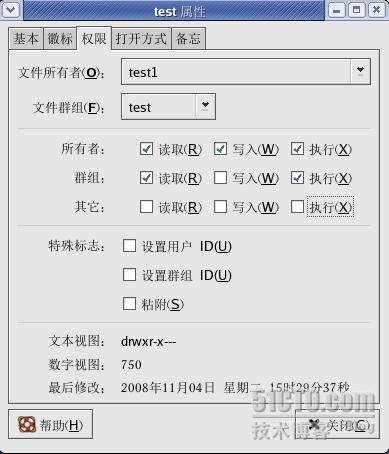 test 属性
基本 徽标 权限 打开方式 备忘
文件所有者(O): test1
文件群组(F): test
所有者: 读取(R) 写入(W) 执行(X)
群组: 读取(R) 写入(W) 执行(X)
其它: 读取(R) 写入(W) 执行(X)
特殊标志: 设置用户 ID(U)
设置群组 ID(U)
粘附(S)
文本视图: drwxr-x---
数字视图: 750
最后修改: 2008年11月04日 星期二 15时29分37秒
51CTO.com
帮助(H) 关闭(C)
技术博客 Blog